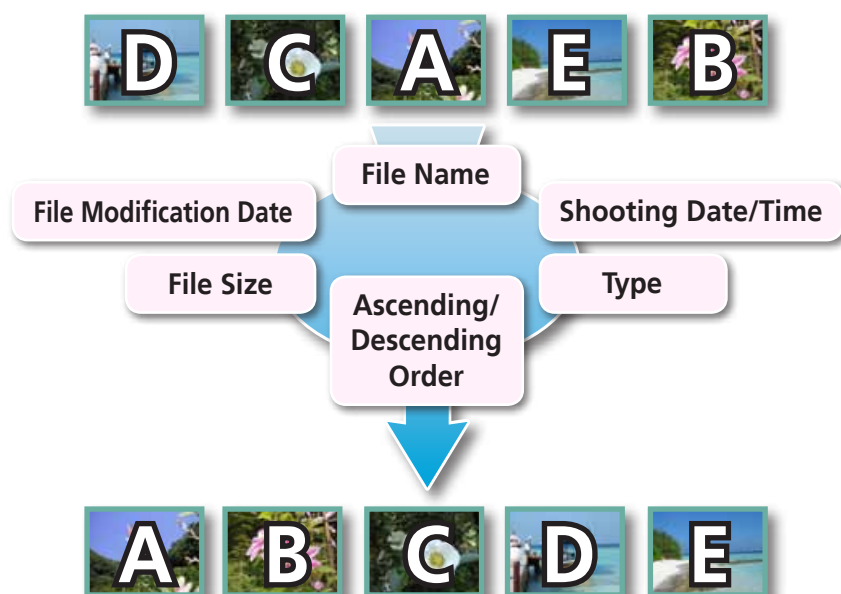 D C A E B
File Name
File Modification Date
Shooting Date/Time
File Size
Type
Ascending/
Descending
Order
A B C D E